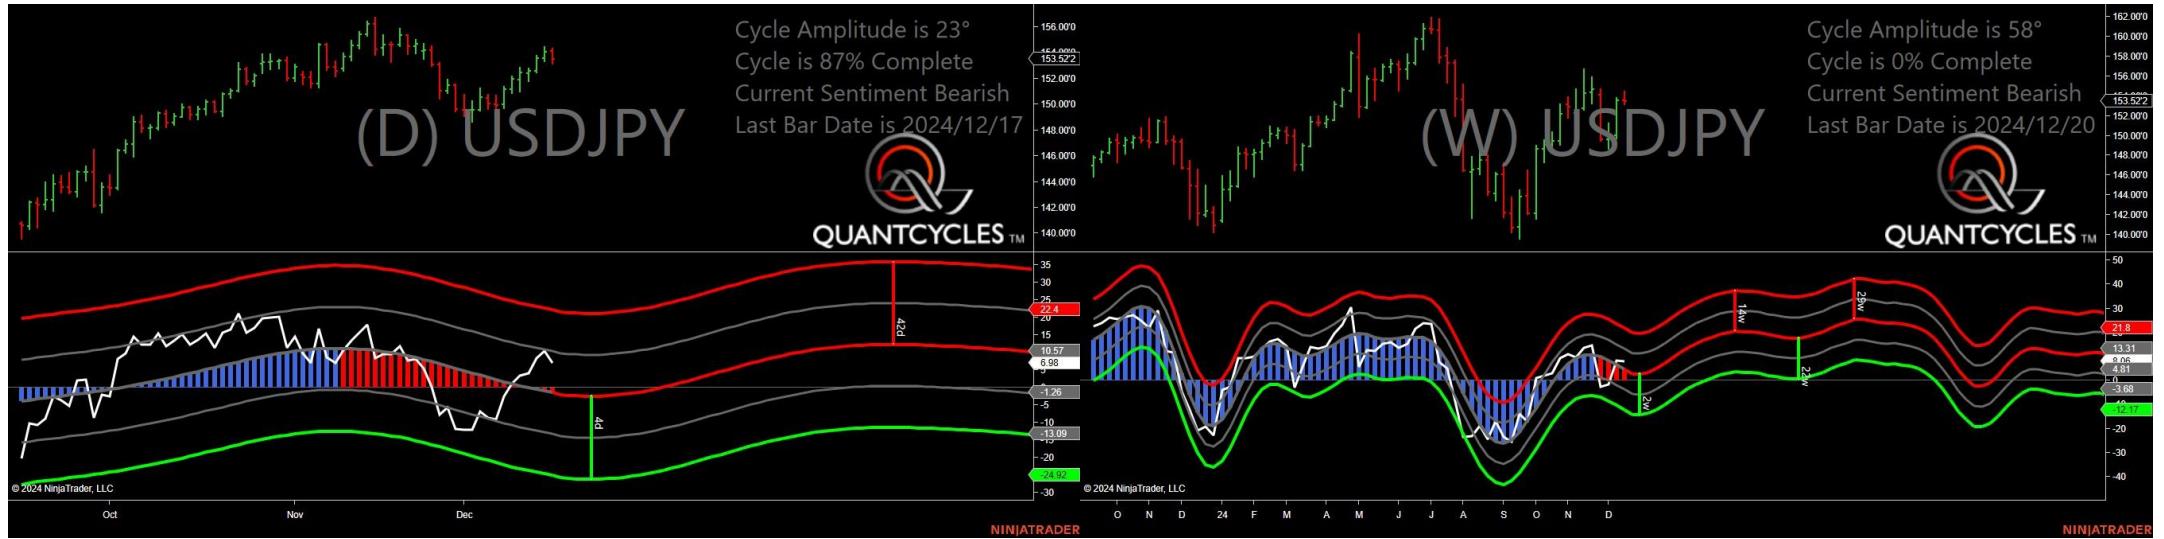 Cycle Amplitude is 23°
Cycle is 87% Complete
Current Sentiment Bearish
Last Bar Date is 2024/12/17
(D) USDJPY
QUANTCYCLES TM
156.00'0
153.52'2
152.00'0
150.00'0
148.00'0
146.00'0
144.00'0
142.00'0
140.00'0
35
30
25
22.4
20
15
10.57
6.98
-1.26
-5
-10
-13.09
-20
-24.92
-30
42d
4d
© 2024 NinjaTrader, LLC
Oct Nov Dec
NINJATRADER
Cycle Amplitude is 58°
Cycle is 0% Complete
Current Sentiment Bearish
Last Bar Date is 2024/12/20
(W) USDJPY
QUANTCYCLES TM
162.00'0
160.00'0
158.00'0
156.00'0
153.52'2
152.00'0
150.00'0
148.00'0
146.00'0
144.00'0
142.00'0
140.00'0
50
40
30
21.8
13.31
4.81
-3.68
-12.17
-20
-30
-40
14w
29w
22w
2w
© 2024 NinjaTrader, LLC
O N D 24 F M A M J J A S O N D
NINJATRADER